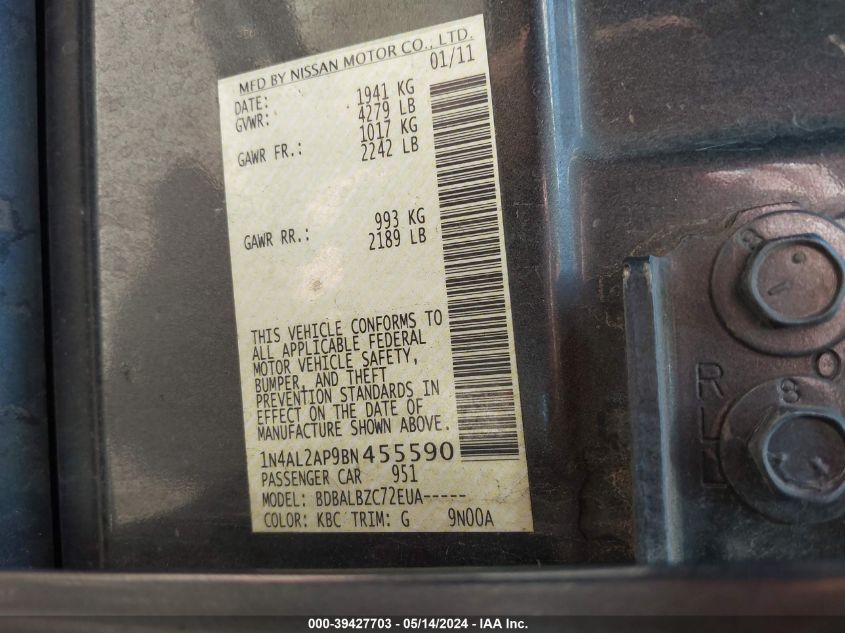 MFD BY NISSAN MOTOR CO., LTD.
DATE: 01/11
GVWR: 1941 KG
4279 LB
GAWR FR.: 1017 KG
2242 LB
GAWR RR.: 993 KG
2189 LB
THIS VEHICLE CONFORMS TO
ALL APPLICABLE FEDERAL
MOTOR VEHICLE SAFETY,
BUMPER, AND THEFT
PREVENTION STANDARDS IN
EFFECT ON THE DATE OF
MANUFACTURE SHOWN ABOVE.
1N4AL2AP9BN455590
PASSENGER CAR 951
MODEL: BDBALBZC72EUA-----
COLOR: KBC TRIM: G 9N00A
8
O
8
000-39427703 - 05/14/2024 - IAA Inc.